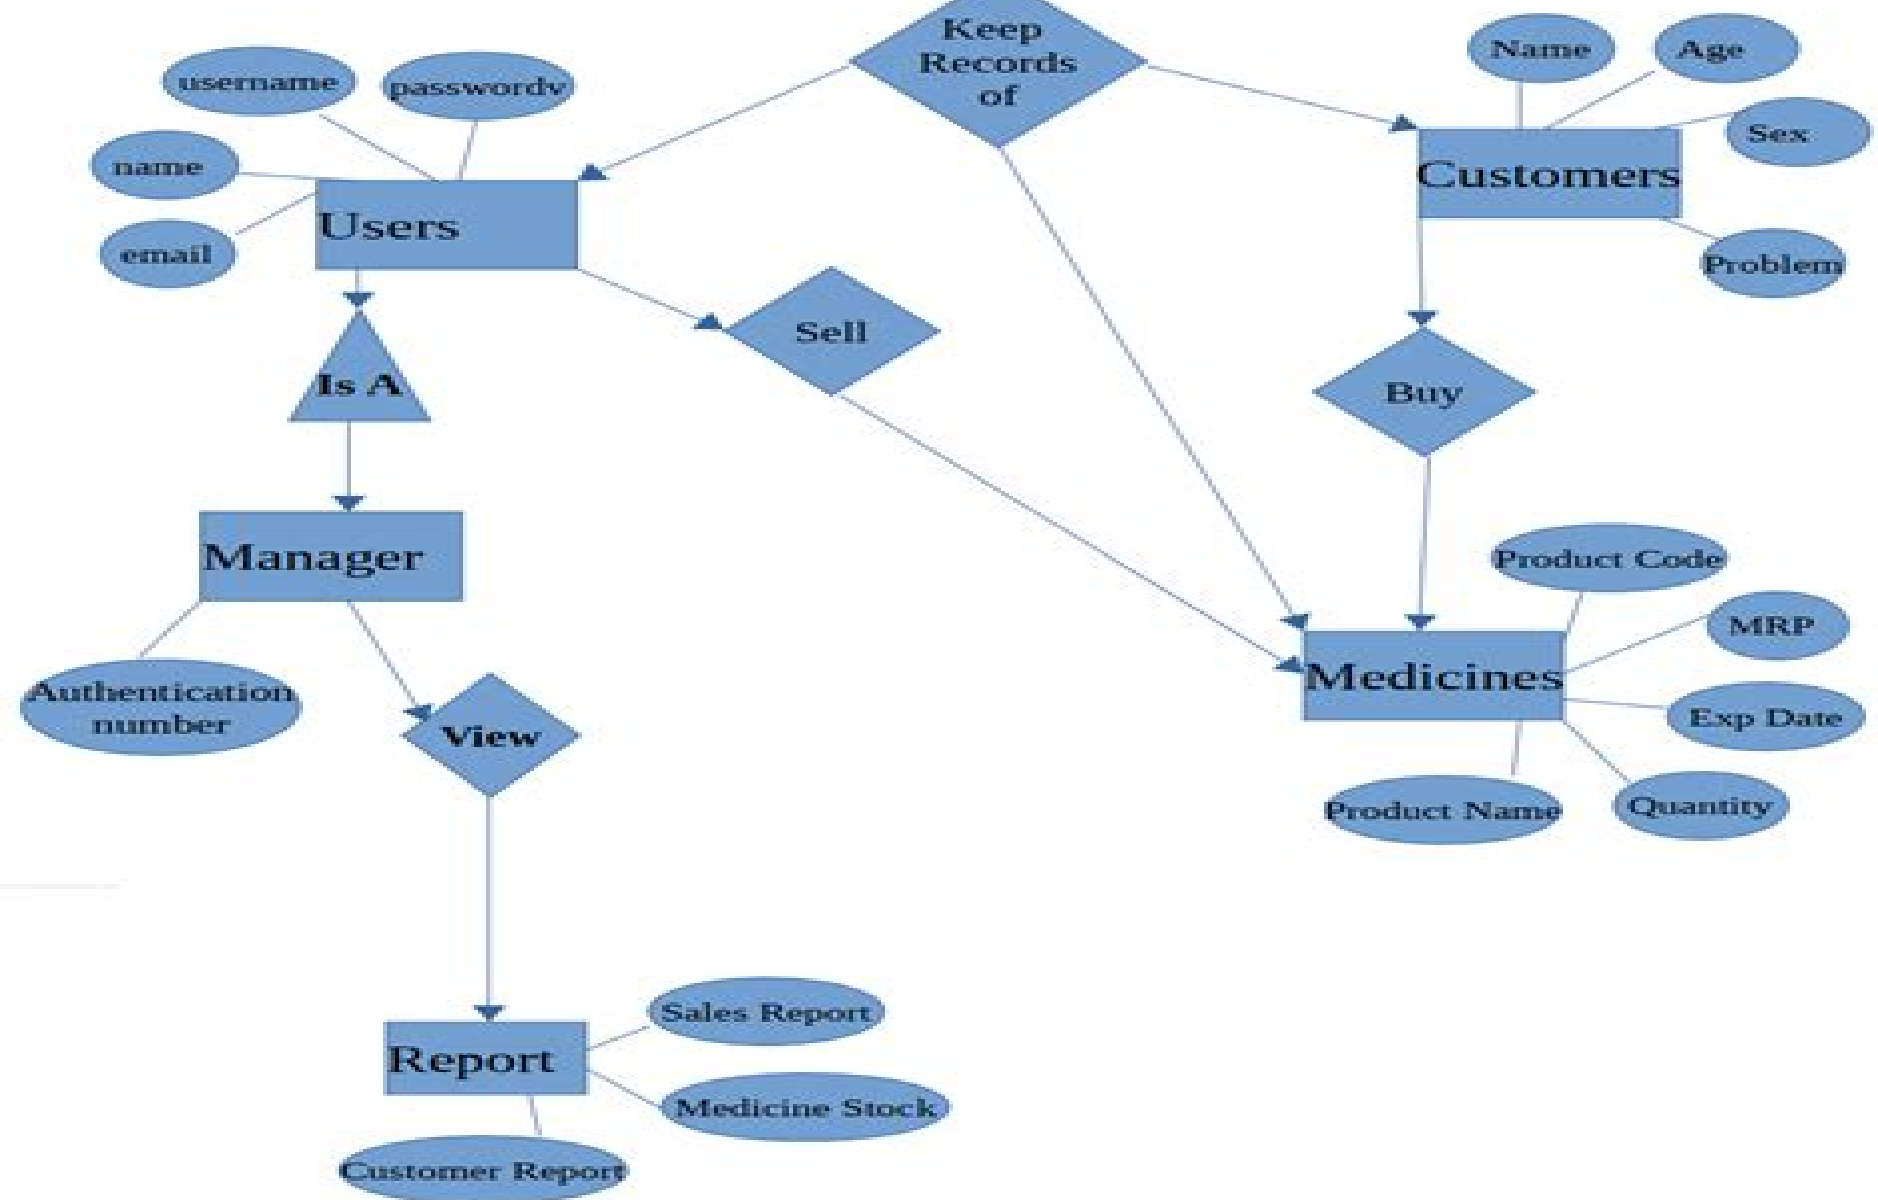 Keep
Records
of
username
passwordv
name
email
Users
Name
Age
Sex
Customers
Problem
Sell
Is A
Buy
Manager
Authentication
number
View
Product Code
MRP
Medicines
Exp Date
Product Name
Quantity
Sales Report
Report
Medicine Stock
Customer Report